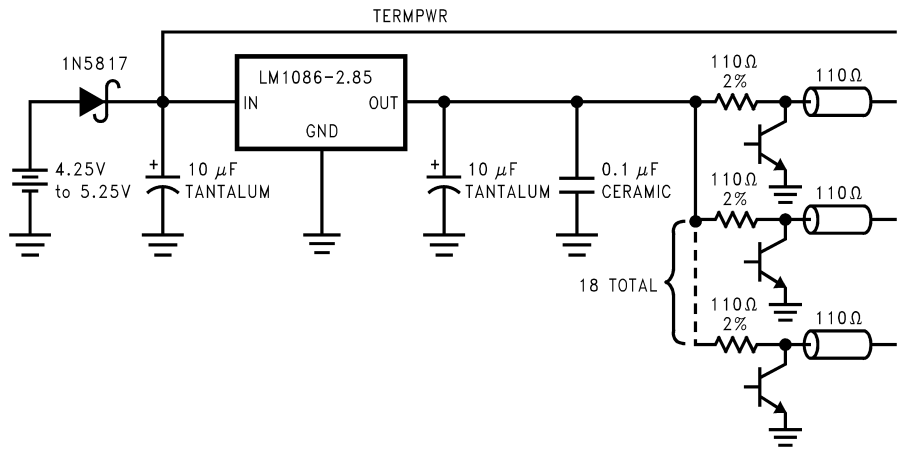 TERMPWR
1N5817
LM1086-2.85
IN
OUT
GND
4.25V
to 5.25V
+
10 μF
TANTALUM
+
10 μF
TANTALUM
0.1 μF
CERAMIC
110Ω
2%
110Ω
110Ω
2%
110Ω
18 TOTAL
110Ω
2%
110Ω